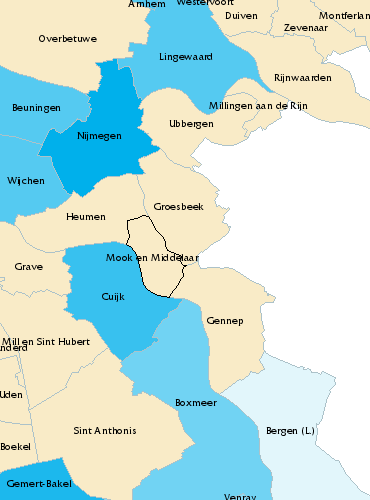 Arnhem
Westervoort
Duiven
Montferland
Zevenaar
Overbetuwe
Lingewaard
Rijnwaarden
Beuningen
Millingen aan de Rijn
Ubbergen
Nijmegen
Wijchen
Groesbeek
Heumen
Mook en Middelaar
Grave
Cuijk
Gennep
Mill en Sint Hubert
nderd
uden
Boxmeer
Sint Anthonis
Bergen (L.)
Boekel
Gemert-Bakel
Venray